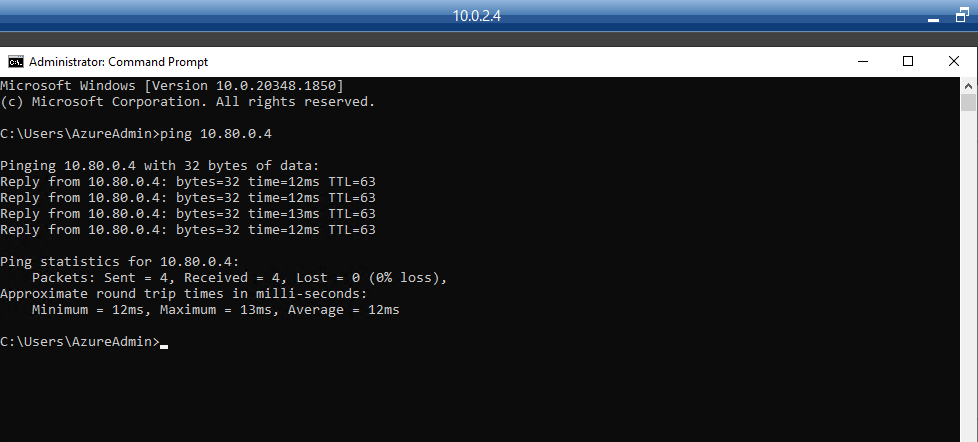 10.0.2.4
Administrator: Command Prompt
Microsoft Windows [Version 10.0.20348.1850]
(c) Microsoft Corporation. All rights reserved.
C:\Users\AzureAdmin>ping 10.80.0.4
Pinging 10.80.0.4 with 32 bytes of data:
Reply from 10.80.0.4: bytes=32 time=12ms TTL=63
Reply from 10.80.0.4: bytes=32 time=12ms TTL=63
Reply from 10.80.0.4: bytes=32 time=13ms TTL=63
Reply from 10.80.0.4: bytes=32 time=12ms TTL=63
Ping statistics for 10.80.0.4:
    Packets: Sent = 4, Received = 4, Lost = 0 (0% loss),
Approximate round trip times in milli-seconds:
    Minimum = 12ms, Maximum = 13ms, Average = 12ms
C:\Users\AzureAdmin>